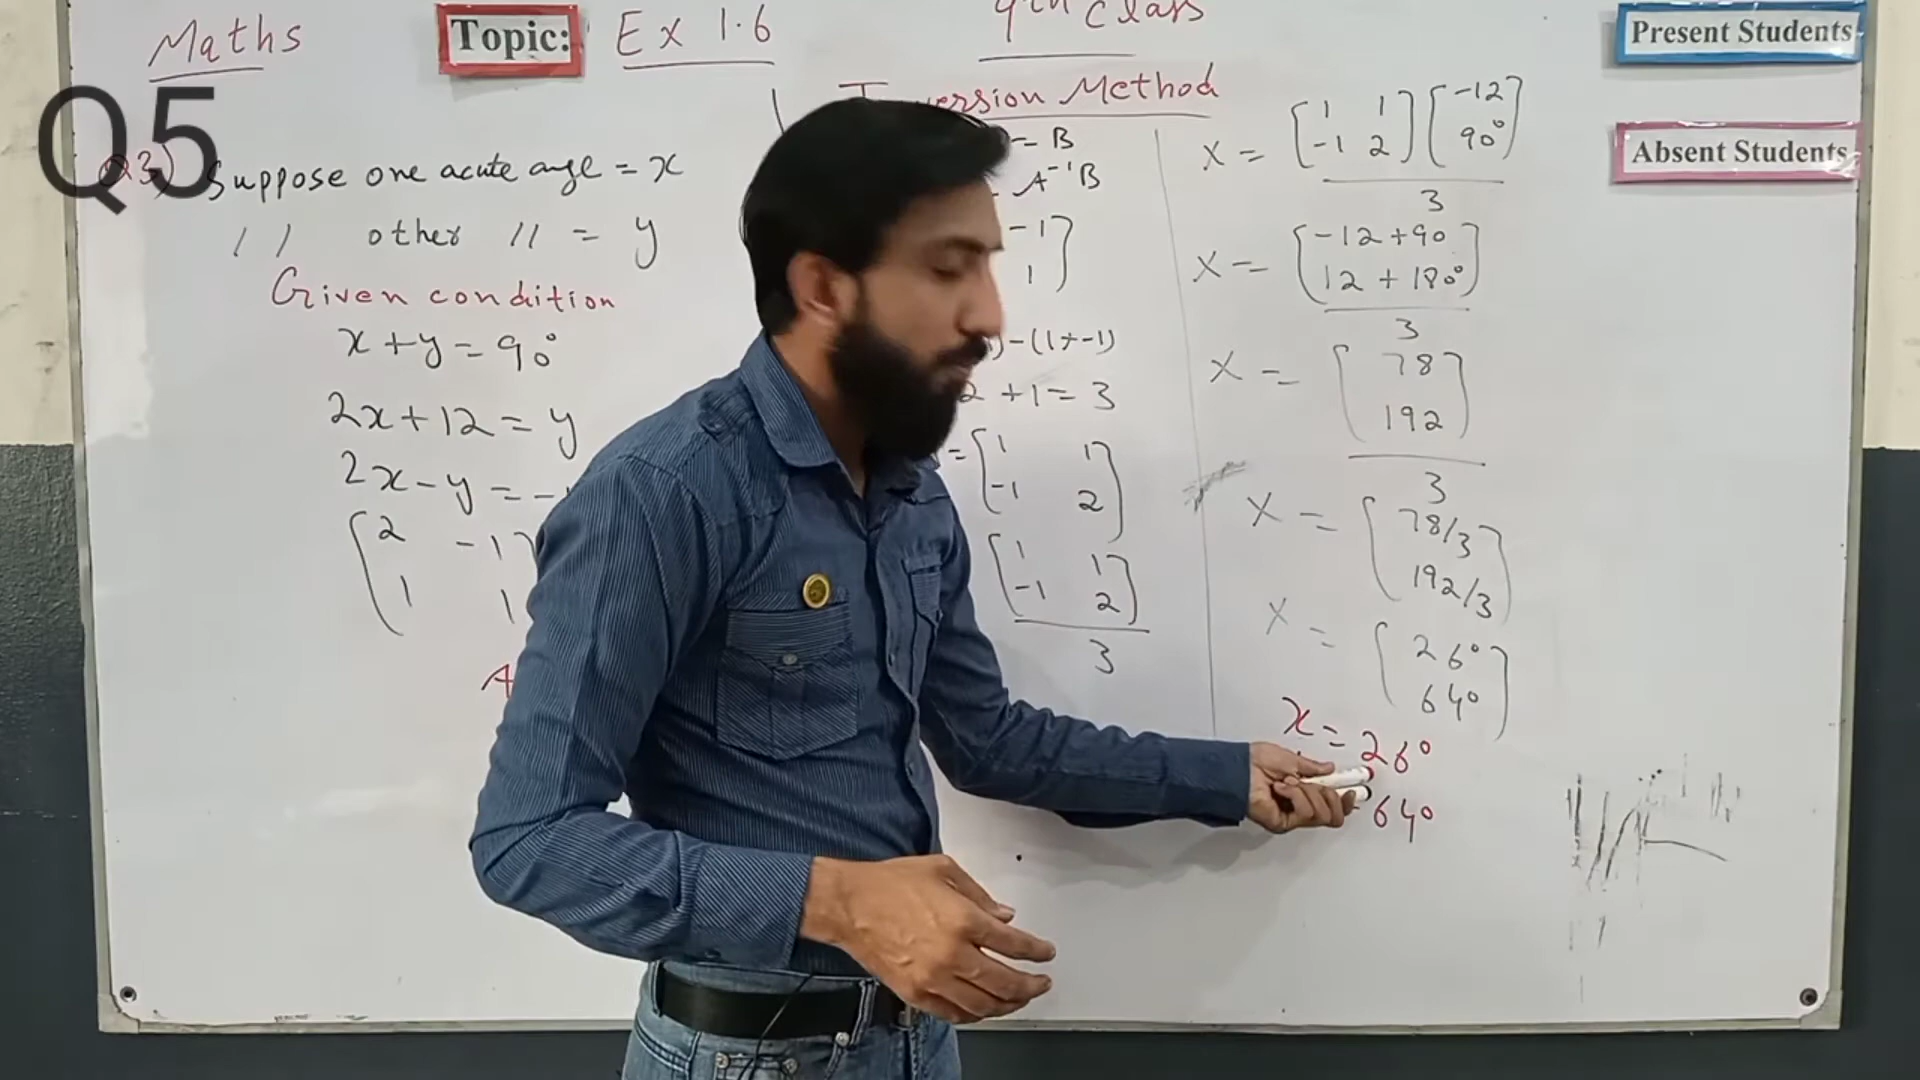 Maths
Topic:
Ex 1.6
9th class
Present Students
Absent Students
Q5
Q3) Suppose one acute angle = x
// other // = y
Given condition
x + y = 90°
2x + 12 = y
2x - y = -
2 -1
1 1
A
Inversion Method
= B
A⁻¹B
-1
1
) - (1×-1)
2 + 1 = 3
= [1 1
-1 2]
[1 1
-1 2]
3
X = [1 1 [-12
-1 2] 90°]
3
X = [-12 + 90
12 + 180°]
3
X = [78
192]
3
X = [78/3
192/3]
X = [26°
64°]
x = 26°
64°